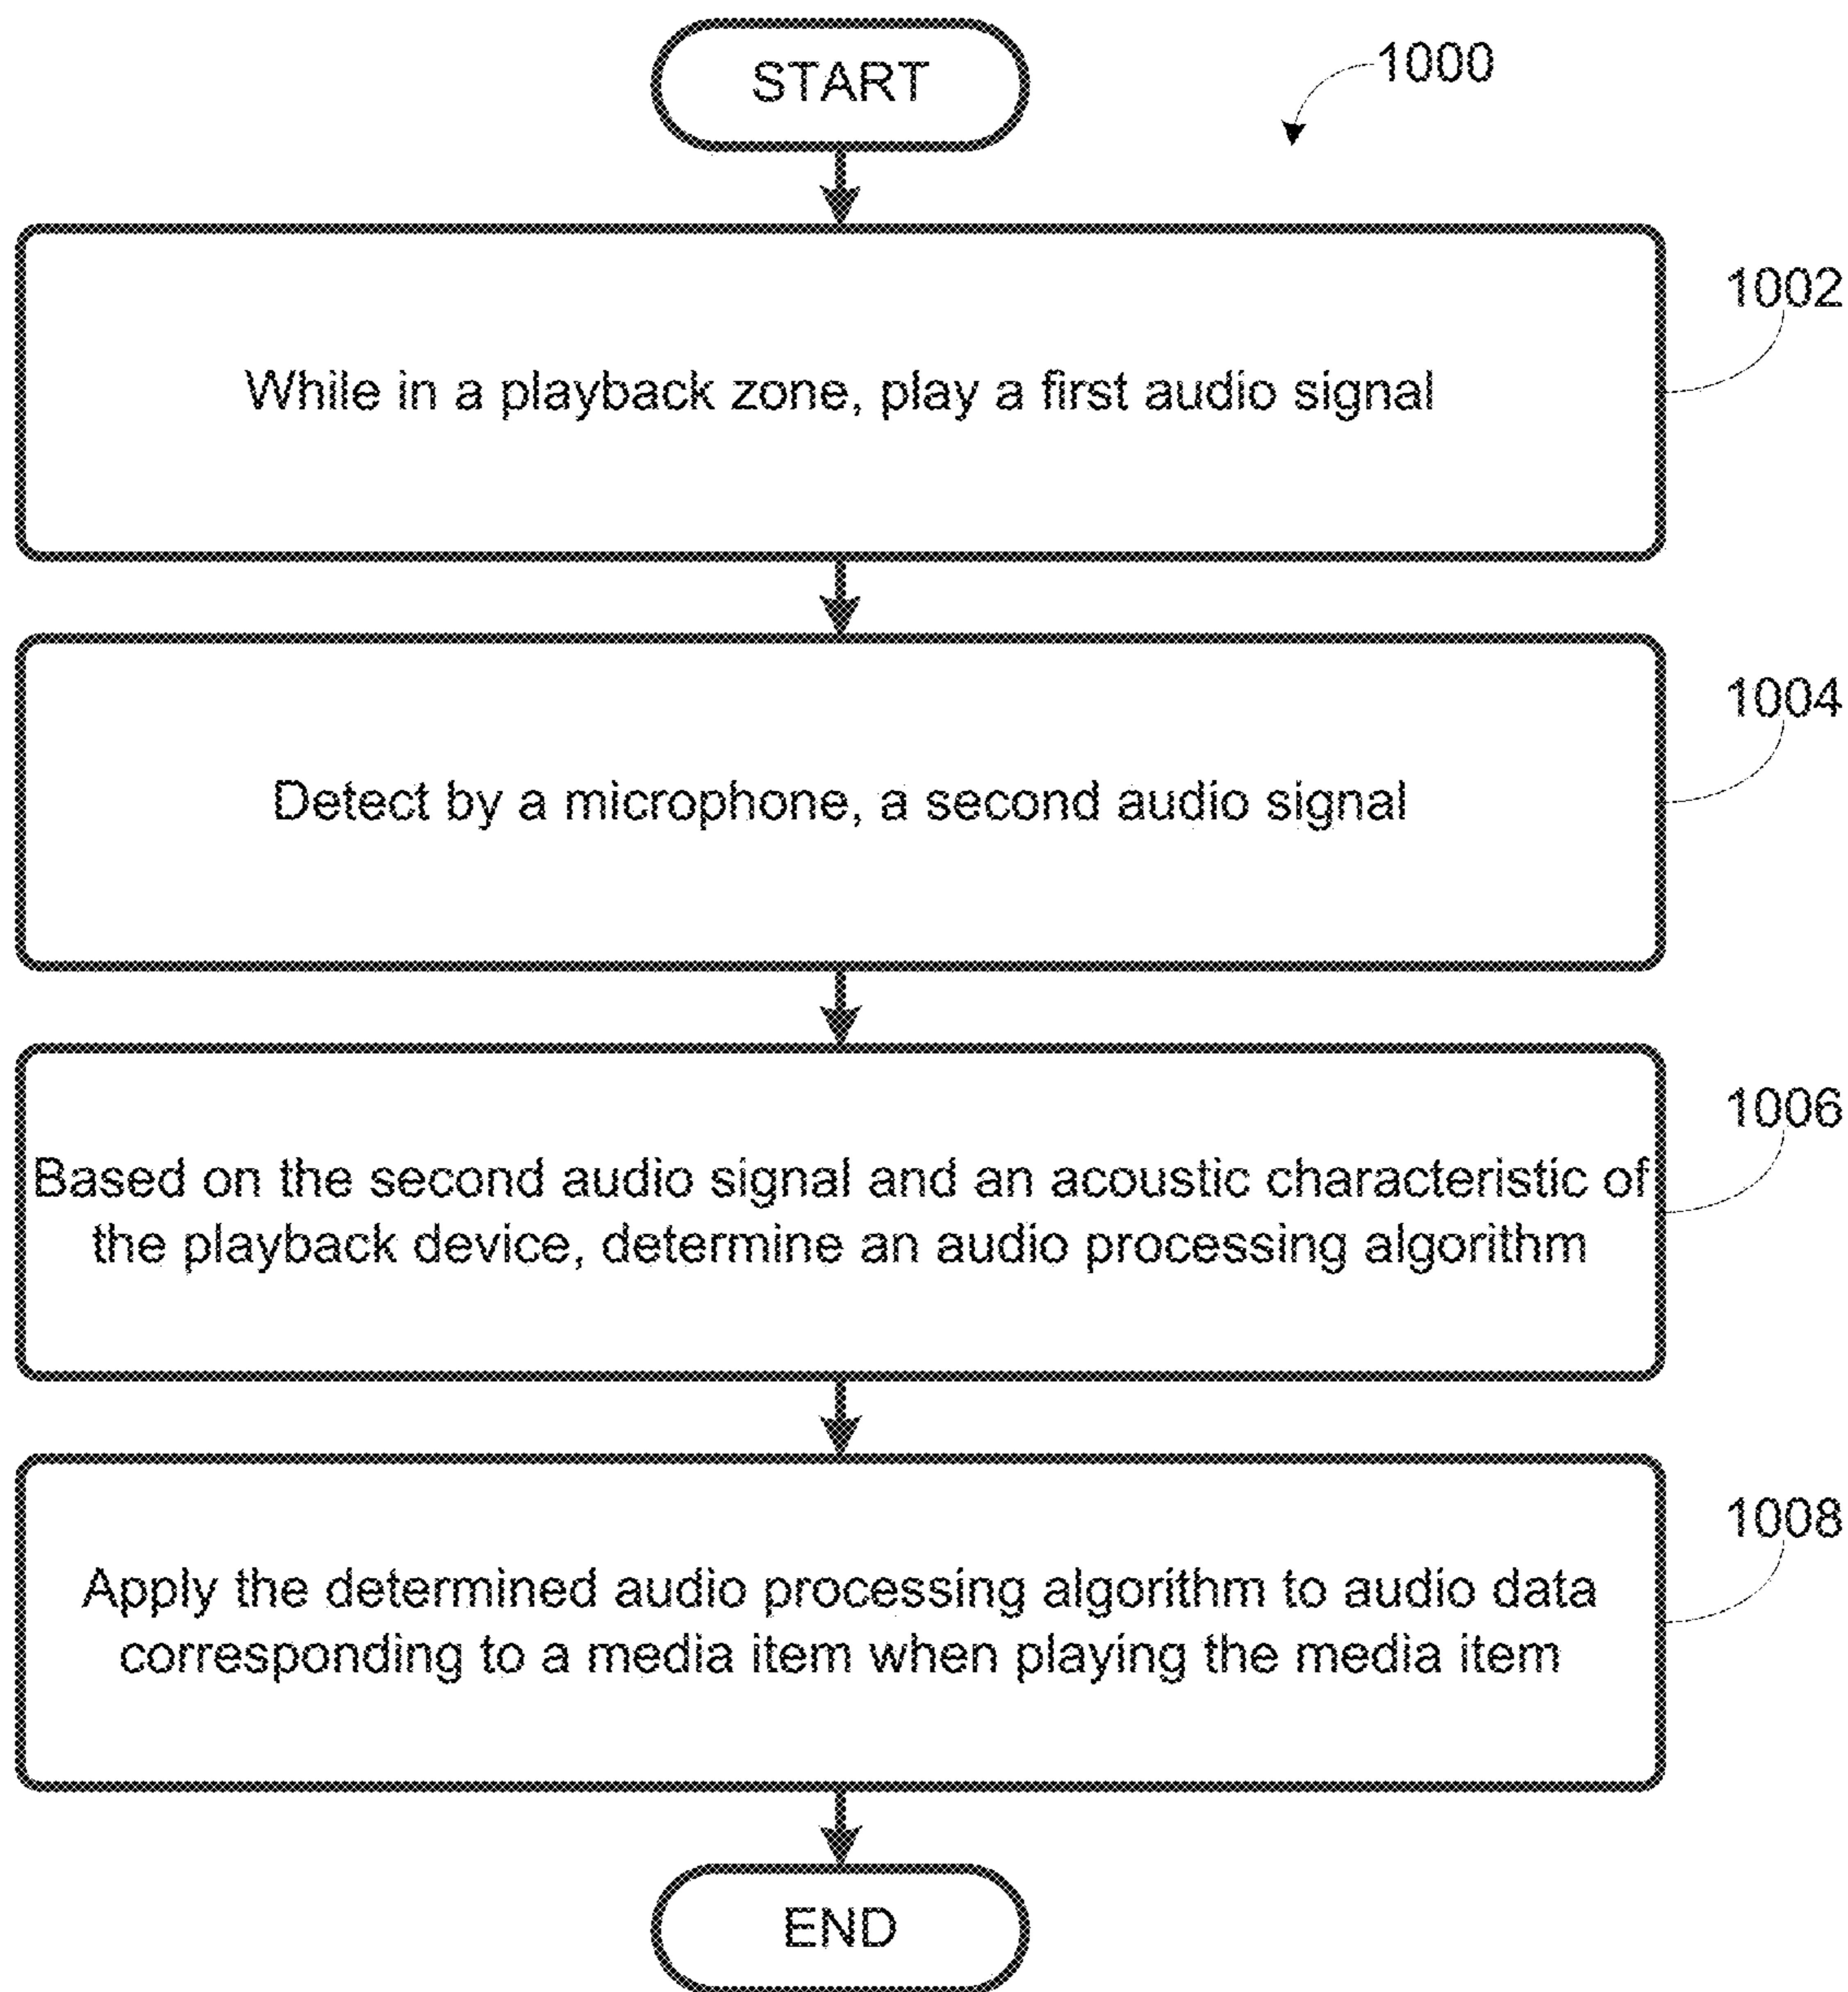 START
1000
1002
While in a playback zone, play a first audio signal
1004
Detect by a microphone, a second audio signal
1006
Based on the second audio signal and an acoustic characteristic of
the playback device, determine an audio processing algorithm
1008
Apply the determined audio processing algorithm to audio data
corresponding to a media item when playing the media item
END